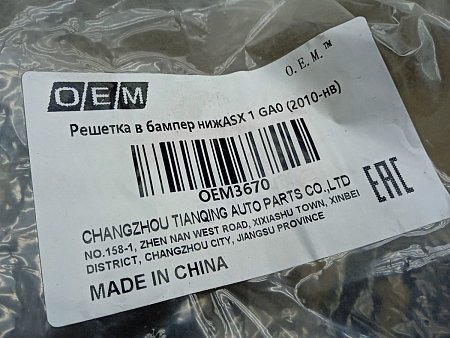 O. E. M.™
OEM
Решетка в бампер нижASX 1 GA0 (2010-нв)
OEM3670
CHANGZHOU TIANQING AUTO PARTS CO.,LTD
NO.158-1, ZHEN NAN WEST ROAD, XIXIASHU TOWN, XINBEI
DISTRICT, CHANGZHOU CITY, JIANGSU PROVINCE
MADE IN CHINA
EAC